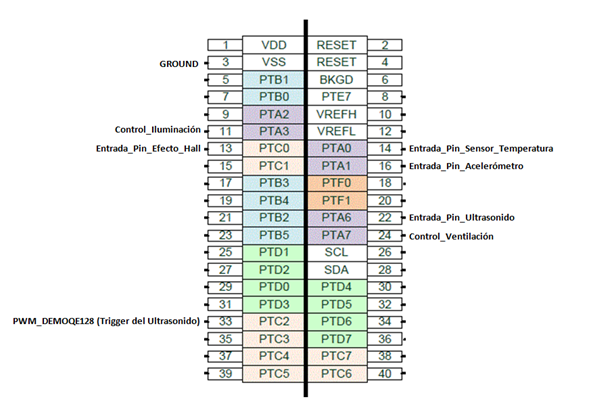 1 VDD RESET 2
GROUND 3 VSS RESET 4
5 PTB1 BKGD 6
7 PTB0 PTE7 8
9 PTA2 VREFH 10
Control_Iluminación 11 PTA3 VREFL 12
Entrada_Pin_Efecto_Hall 13 PTC0 PTA0 14 Entrada_Pin_Sensor_Temperatura
15 PTC1 PTA1 16 Entrada_Pin_Acelerómetro
17 PTB3 PTF0 18
19 PTB4 PTF1 20
21 PTB2 PTA6 22 Entrada_Pin_Ultrasonido
23 PTB5 PTA7 24 Control_Ventilación
25 PTD1 SCL 26
27 PTD2 SDA 28
29 PTD0 PTD4 30
31 PTD3 PTD5 32
PWM_DEMOQE128 (Trigger del Ultrasonido) 33 PTC2 PTD6 34
35 PTC3 PTD7 36
37 PTC4 PTC7 38
39 PTC5 PTC6 40